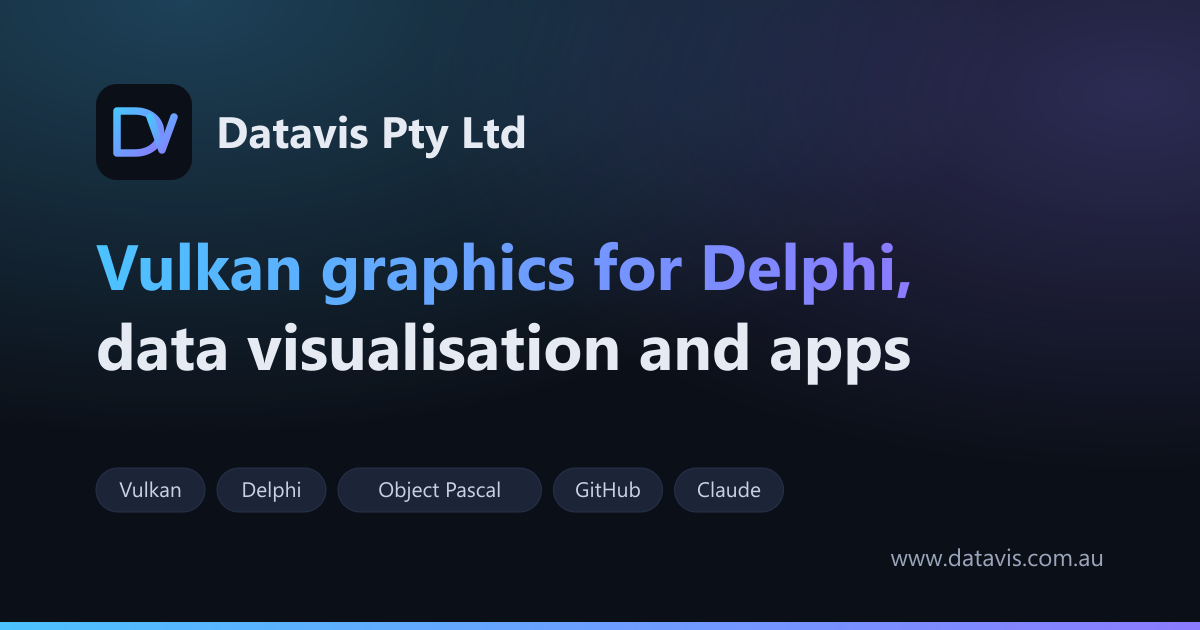 DV
Datavis Pty Ltd
Vulkan graphics for Delphi,
data visualisation and apps
Vulkan
Delphi
Object Pascal
GitHub
Claude
www.datavis.com.au